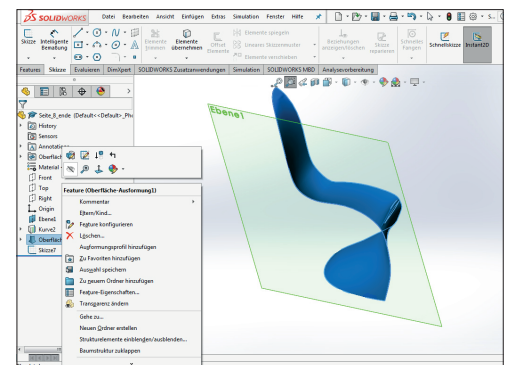 SOLIDWORKS Datei Bearbeiten Ansicht Einfügen Extras Simulation Fenster Hilfe
Skizze Intelligente Bemaßung Elemente trimmen Elemente übernehmen Offset Elemente Elemente spiegeln Lineares Skizzenmuster Elemente verschieben Beziehungen anzeigen/löschen Skizze reparieren Schnelles Fangen Schnellskizze Instant2D
Features Skizze Evaluieren DimXpert SOLIDWORKS Zusatzanwendungen Simulation SOLIDWORKS MBD Analysevorbereitung
Seite_8_ende (Default<<Default>_Ph
History
Sensors
Annotations
Oberfläch
Material
Front
Top
Right
Origin
Ebene1
Kurve2
Oberfläch
Skizze7
Feature (Oberfläche-Ausformung1)
Kommentar
Eltern/Kind...
Feature konfigurieren
Löschen...
Ausformungsprofil hinzufügen
Zu Favoriten hinzufügen
Auswahl speichern
Zu neuem Ordner hinzufügen
Feature-Eigenschaften...
Transparenz ändern
Gehe zu...
Neuen Ordner erstellen
Strukturelemente einblenden/ausblenden...
Baumstruktur zuklappen
Ebene1